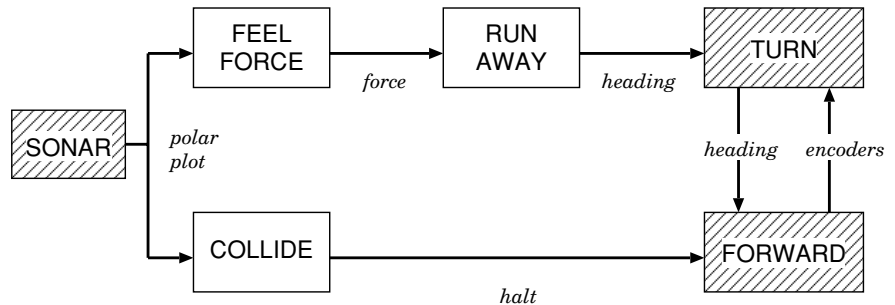 FEEL
FORCE
RUN
AWAY
TURN
force
heading
SONAR
polar
plot
heading
encoders
COLLIDE
FORWARD
halt